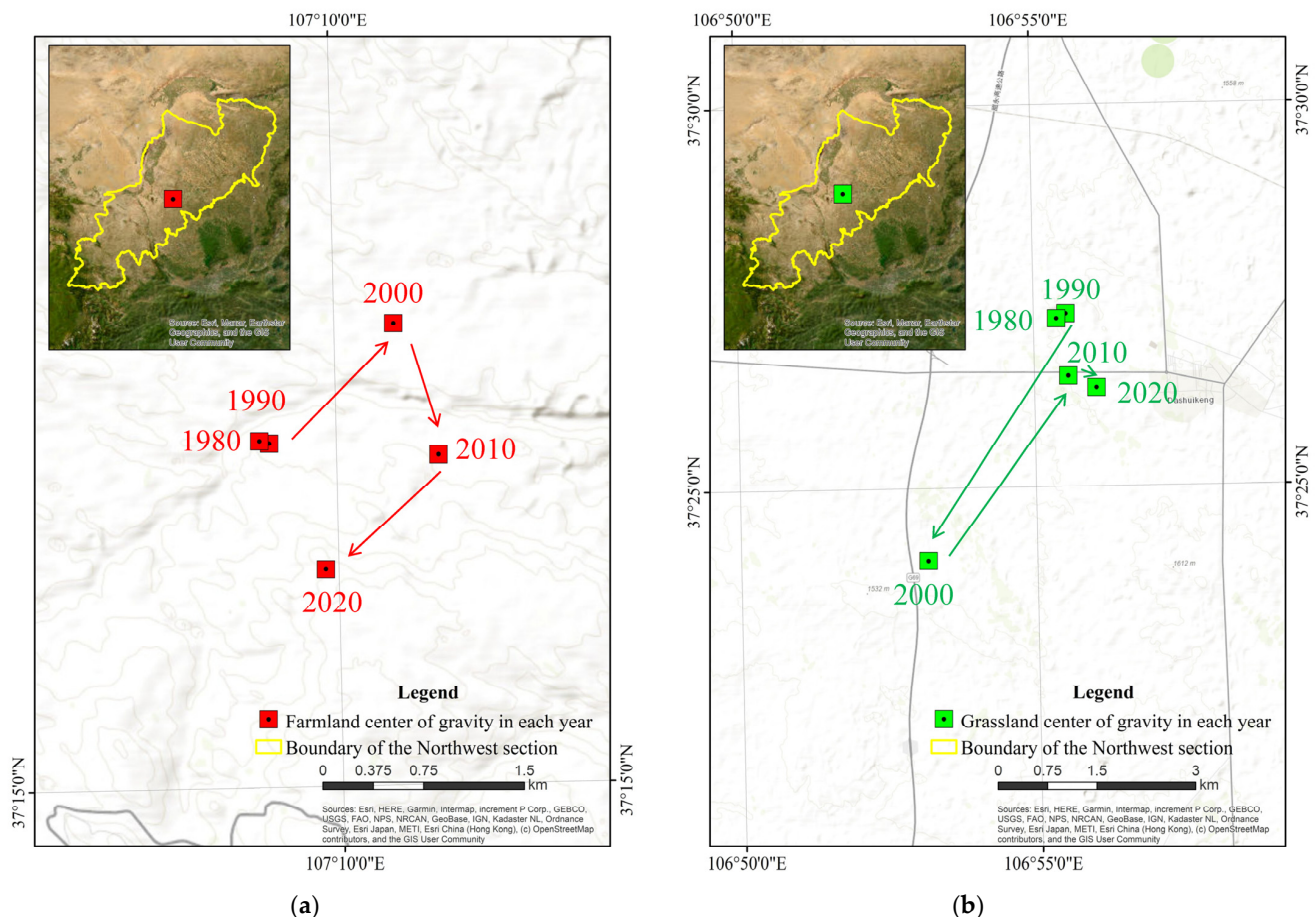 107°10'0"E
37°15'0"N
37°15'0"N
107°10'0"E
Source: Esri, Maxar, Earthstar
Geographics, and the GIS
User Community
2000
1990
1980
2010
2020
Legend
Farmland center of gravity in each year
Boundary of the Northwest section
0 0.375 0.75 1.5
km
Sources: Esri, HERE, Garmin, Intermap, increment P Corp., GEBCO,
USGS, FAO, NPS, NRCAN, GeoBase, IGN, Kadaster NL, Ordnance
Survey, Esri Japan, METI, Esri China (Hong Kong), (c) OpenStreetMap
contributors, and the GIS User Community
(a)
106°50'0"E 106°55'0"E
37°30'0"N
37°30'0"N
37°25'0"N
37°25'0"N
106°50'0"E 106°55'0"E
Source: Esri, Maxar, Earthstar
Geographics, and the GIS
User Community
1559 m
1990
1980
2010
2020
Dashuikeng
G69
1532 m
1612 m
2000
Legend
Grassland center of gravity in each year
Boundary of the Northwest section
0 0.75 1.5 3
km
Sources: Esri, HERE, Garmin, Intermap, increment P Corp., GEBCO,
USGS, FAO, NPS, NRCAN, GeoBase, IGN, Kadaster NL, Ordnance
Survey, Esri Japan, METI, Esri China (Hong Kong), (c) OpenStreetMap
contributors, and the GIS User Community
(b)